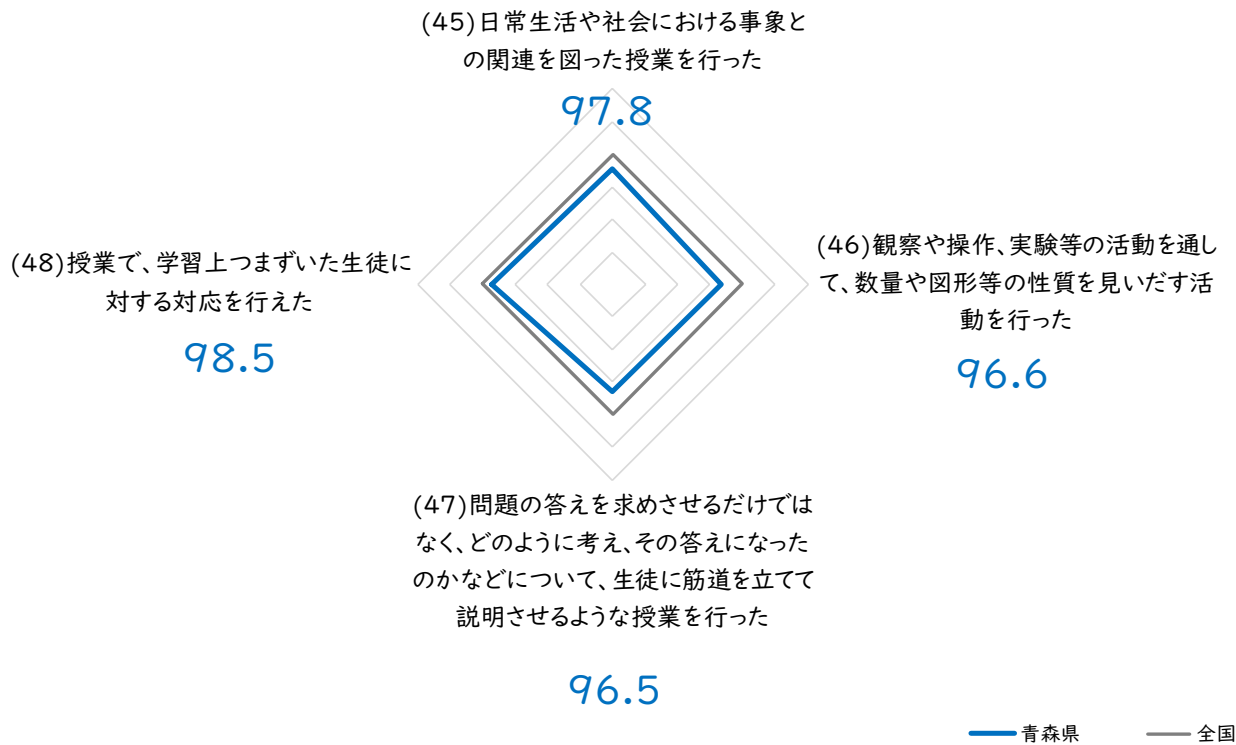 (45)日常生活や社会における事象と
の関連を図った授業を行った
97.8
(48)授業で、学習上つまずいた生徒に
対する対応を行えた
98.5
(46)観察や操作、実験等の活動を通し
て、数量や図形等の性質を見いだす活
動を行った
96.6
(47)問題の答えを求めさせるだけでは
なく、どのように考え、その答えになった
のかなどについて、生徒に筋道を立てて
説明させるような授業を行った
96.5
青森県
全国